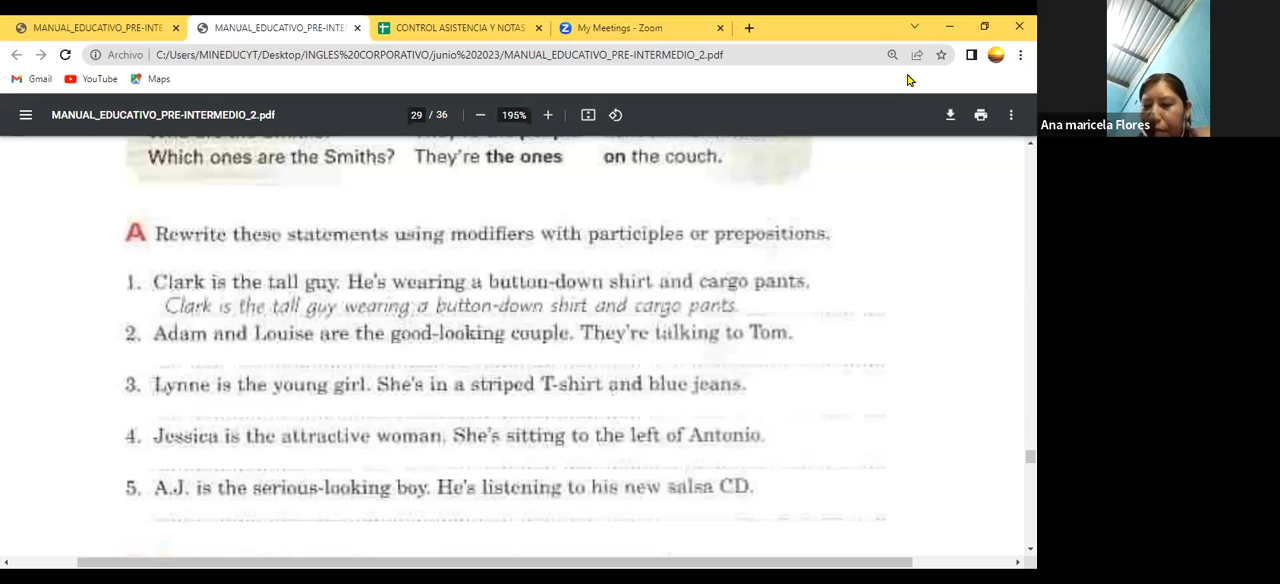 MANUAL_EDUCATIVO_PRE-INTE
MANUAL_EDUCATIVO_PRE-INTE
CONTROL ASISTENCIA Y NOTAS
My Meetings - Zoom
Archivo
C:/Users/MINEDUCYT/Desktop/INGLES%20CORPORATIVO/junio%202023/MANUAL_EDUCATIVO_PRE-INTERMEDIO_2.pdf
Gmail
YouTube
Maps
MANUAL_EDUCATIVO_PRE-INTERMEDIO_2.pdf
29 / 36
195%
Ana maricela Flores
Which ones are the Smiths? They're the ones on the couch.
A Rewrite these statements using modifiers with participles or prepositions.
1. Clark is the tall guy. He's wearing a button-down shirt and cargo pants.
Clark is the tall guy wearing a button-down shirt and cargo pants.
2. Adam and Louise are the good-looking couple. They're talking to Tom.
3. Lynne is the young girl. She's in a striped T-shirt and blue jeans.
4. Jessica is the attractive woman. She's sitting to the left of Antonio.
5. A.J. is the serious-looking boy. He's listening to his new salsa CD.